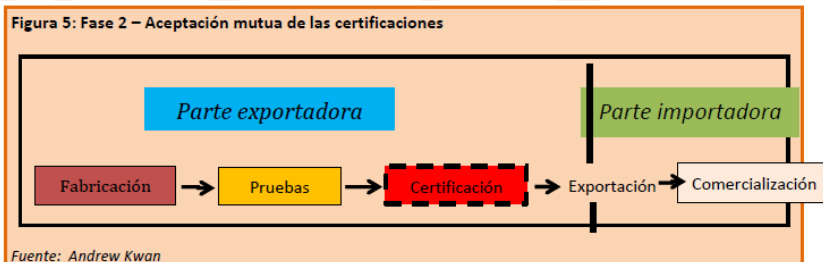 Figura 5: Fase 2 – Aceptación mutua de las certificaciones
Parte exportadora
Parte importadora
Fabricación
Pruebas
Certificación
Exportación
Comercialización
Fuente: Andrew Kwan